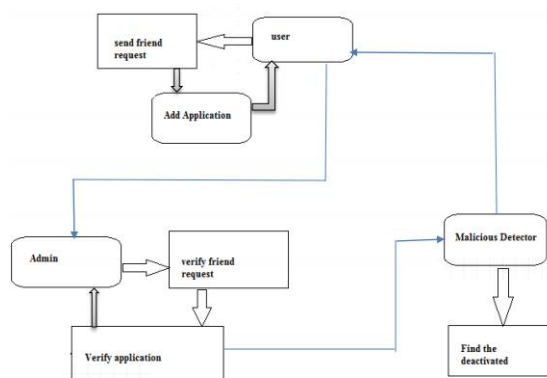 user
send friend
request
Add Application
Admin
verify friend
request
Malicious Detector
Verify application
Find the
deactivated